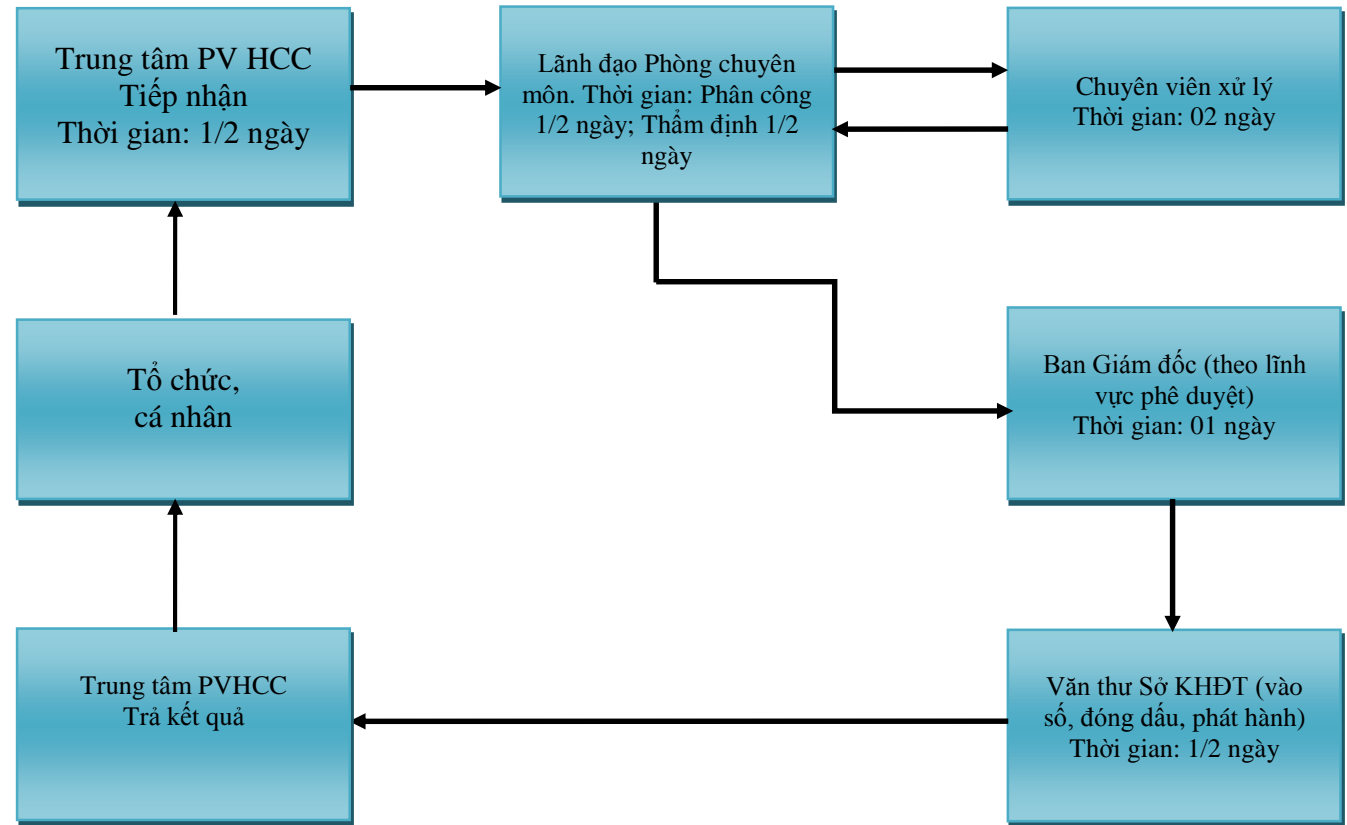 Trung tâm PV HCC
Tiếp nhận
Thời gian: 1/2 ngày
Lãnh đạo Phòng chuyên
môn. Thời gian: Phân công
1/2 ngày; Thẩm định 1/2
ngày
Chuyên viên xử lý
Thời gian: 02 ngày
Tổ chức,
cá nhân
Ban Giám đốc (theo lĩnh
vực phê duyệt)
Thời gian: 01 ngày
Trung tâm PVHCC
Trả kết quả
Văn thư Sở KHĐT (vào
số, đóng dấu, phát hành)
Thời gian: 1/2 ngày